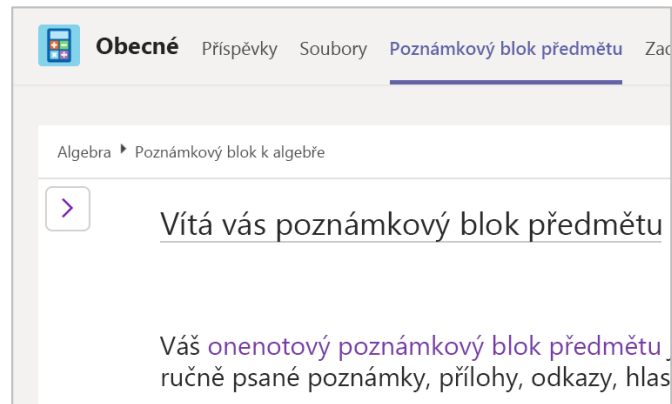 Obecné Příspěvky Soubory Poznámkový blok předmětu
Algebra Poznámkový blok k algebře
Vítá vás poznámkový blok předmětu
Váš onenotový poznámkový blok předmětu
ručně psané poznámky, přílohy, odkazy,